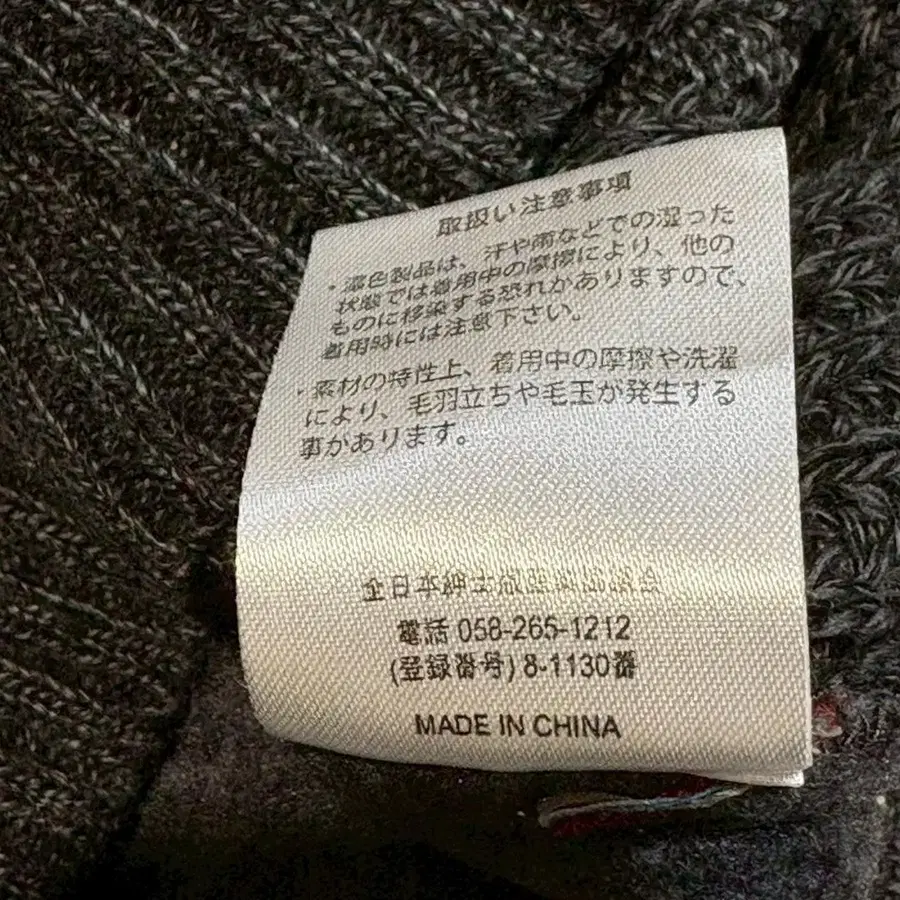 取扱い注意事項
・濃色製品は、汗や雨などでの湿った
状態では着用中の摩擦により、他の
ものに移染する恐れがありますので、
着用時には注意下さい。
・素材の特性上、着用中の摩擦や洗濯
により、毛羽立ちや毛玉が発生する
事があります。
全日本紳士服
電話 058-265-1212
(登録番号) 8-1130番
MADE IN CHINA